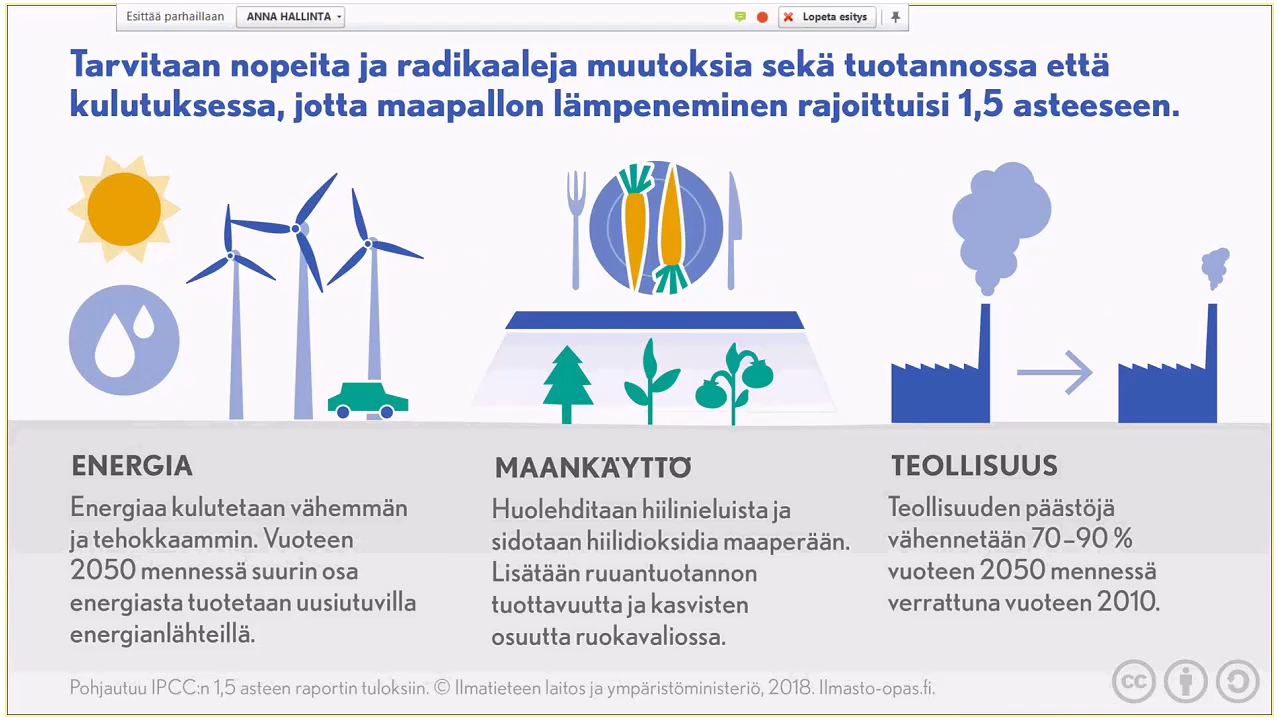 Esittää parhaillaan ANNA HALLINTA Lopeta esitys
Tarvitaan nopeita ja radikaaleja muutoksia sekä tuotannossa että
kulutuksessa, jotta maapallon lämpeneminen rajoittuisi 1,5 asteeseen.
ENERGIA
Energiaa kulutetaan vähemmän
ja tehokkaammin. Vuoteen
2050 mennessä suurin osa
energiasta tuotetaan uusiutuvilla
energianlähteillä.
MAANKÄYTTÖ
Huolehditaan hiilinieluista ja
sidotaan hiilidioksidia maaperään.
Lisätään ruuantuotannon
tuottavuutta ja kasvisten
osuutta ruokavaliossa.
TEOLLISUUS
Teollisuuden päästöjä
vähennetään 70–90 %
vuoteen 2050 mennessä
verrattuna vuoteen 2010.
Pohjautuu IPCC:n 1,5 asteen raportin tuloksiin. © Ilmatieteen laitos ja ympäristöministeriö, 2018. Ilmasto-opas.fi.
cc